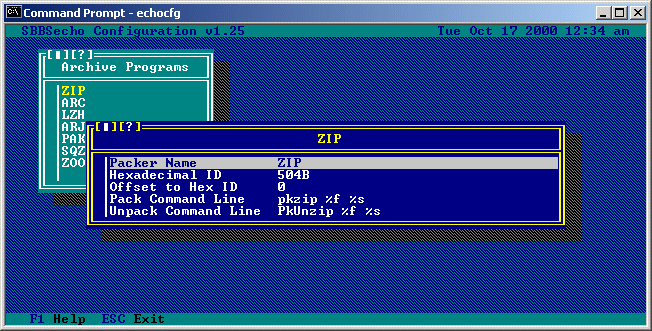 Command Prompt - echocfg
SBBSecho Configuration v1.25 Tue Oct 17 2000 12:34 am
[■][?]
Archive Programs
ZIP
ARC
LZH
ARJ
PAK
SQZ
ZOO
[■][?]
ZIP
Packer Name ZIP
Hexadecimal ID 504B
Offset to Hex ID 0
Pack Command Line pkzip %f %s
Unpack Command Line PkUnzip %f %s
F1 Help ESC Exit